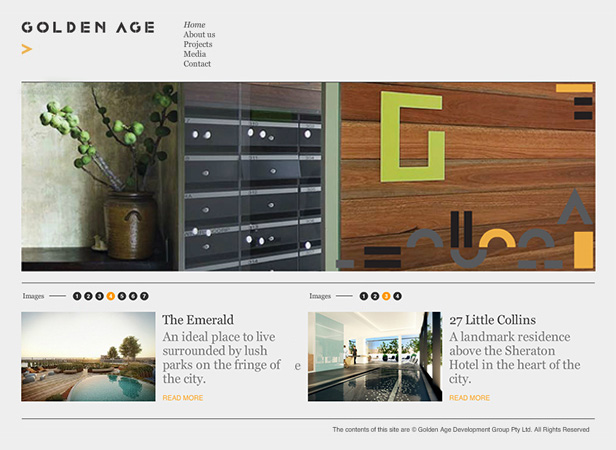 GOLDEN AGE
Home
About us
Projects
Media
Contact
G
Images
1 2 3 4 5 6 7
Images
1 2 3 4
The Emerald
An ideal place to live
surrounded by lush
parks on the fringe of
the city.
READ MORE
e
27 Little Collins
A landmark residence
above the Sheraton
Hotel in the heart of the
city.
READ MORE
The contents of this site are © Golden Age Development Group Pty Ltd. All Rights Reserved